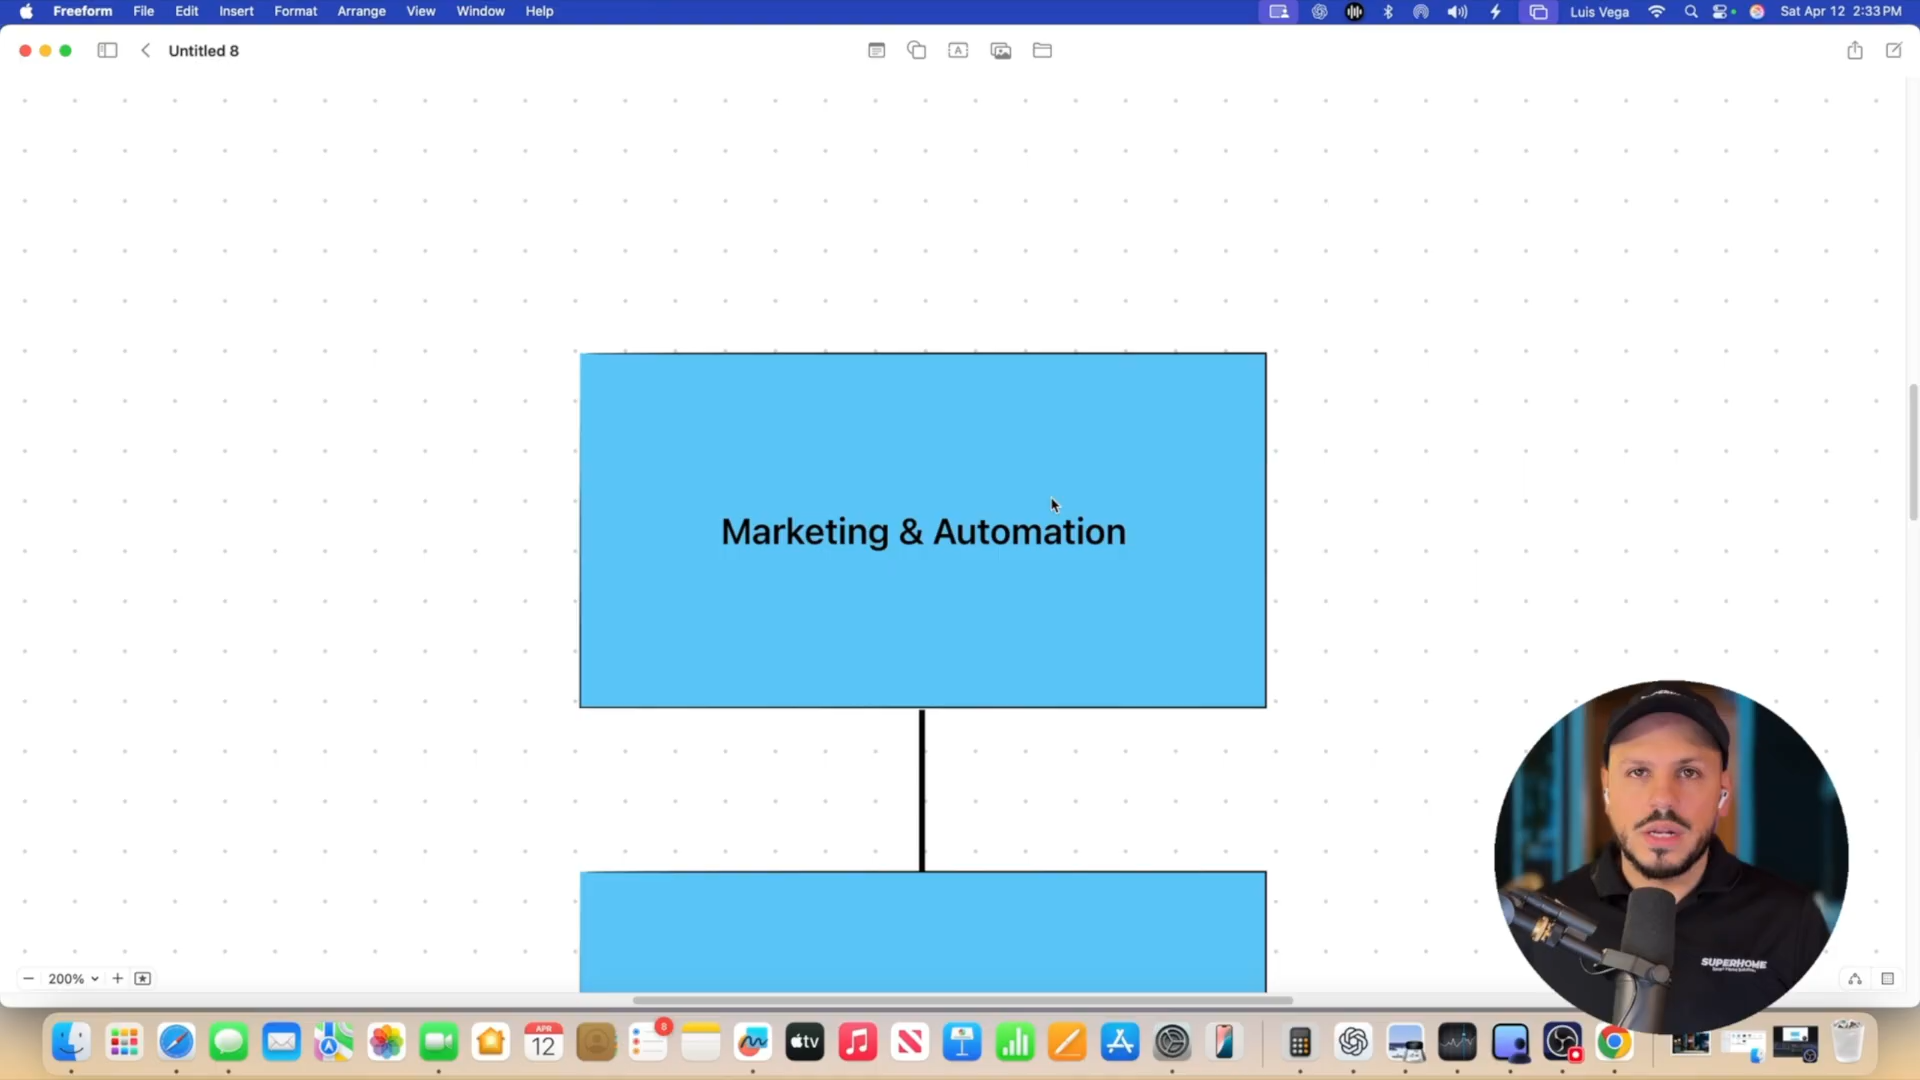 Freeform File Edit Insert Format Arrange View Window Help Luis Vega Sat Apr 12 2:33 PM
Untitled 8
A
Marketing & Automation
SUPERHOME
200%
8
APR
12
tv